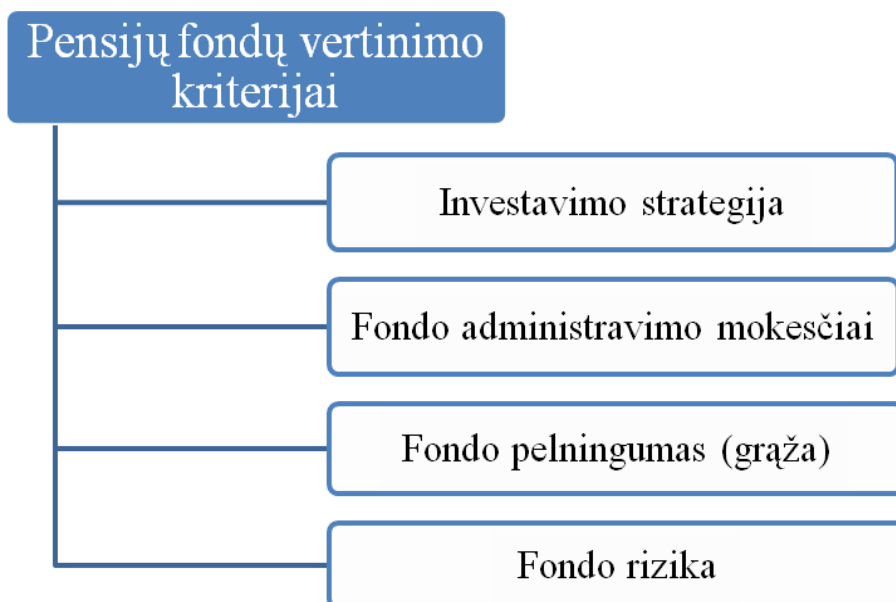 Pensijų fondų vertinimo
kriterijai
Investavimo strategija
Fondo administravimo mokesčiai
Fondo pelningumas (grąža)
Fondo rizika